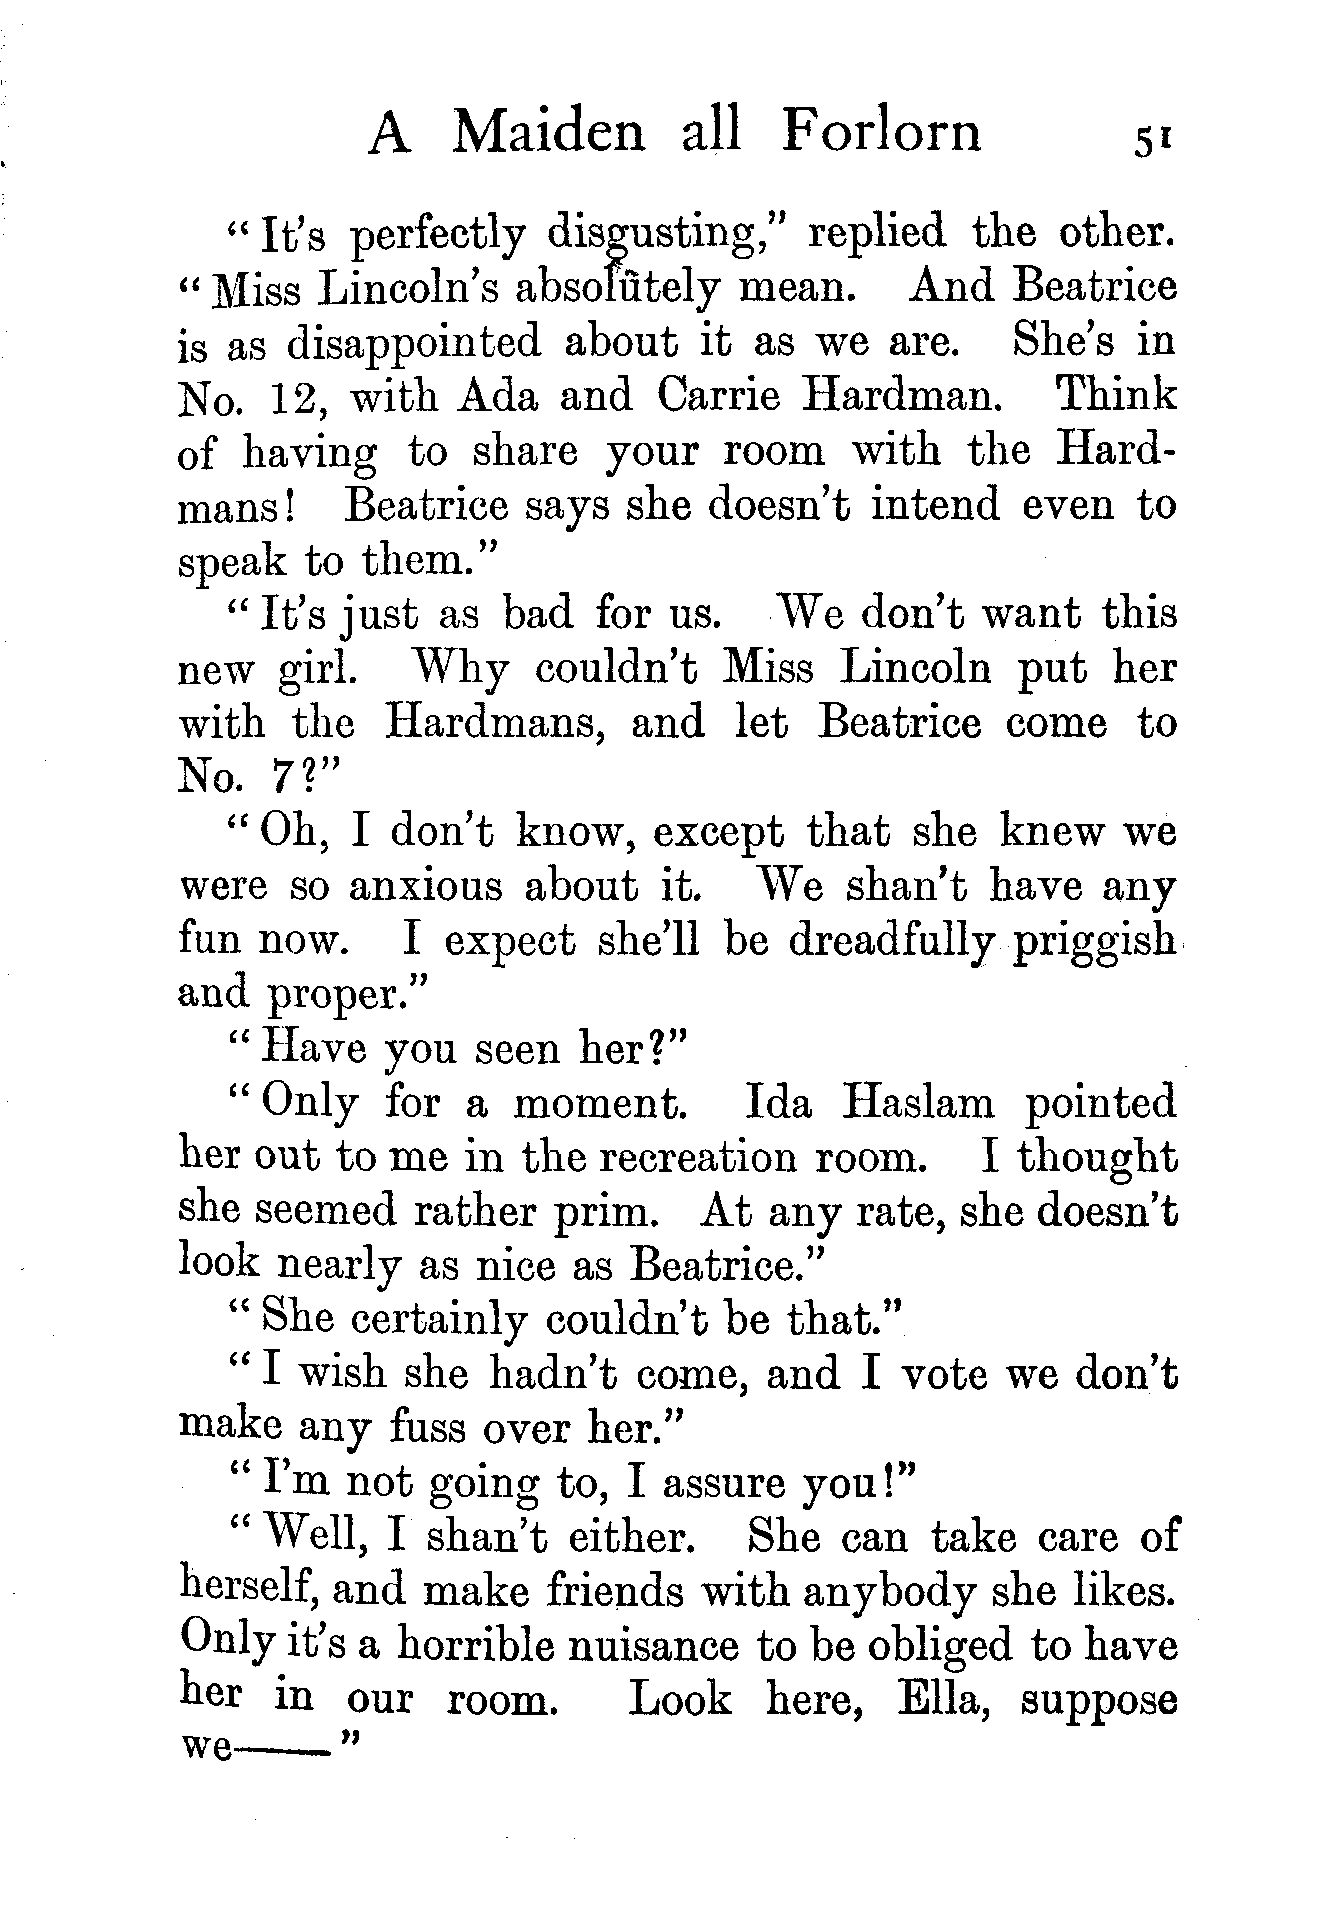 A Maiden all Forlorn 51
“It's perfectly disgusting,” replied the other.
“Miss Lincoln's absolutely mean. And Beatrice
is as disappointed about it as we are. She's in
No. 12, with Ada and Carrie Hardman. Think
of having to share your room with the Hard-
mans! Beatrice says she doesn't intend even to
speak to them.”
“It's just as bad for us. We don't want this
new girl. Why couldn't Miss Lincoln put her
with the Hardmans, and let Beatrice come to
No. 7?”
“Oh, I don't know, except that she knew we
were so anxious about it. We shan't have any
fun now. I expect she'll be dreadfully priggish
and proper.”
“Have you seen her?”
“Only for a moment. Ida Haslam pointed
her out to me in the recreation room. I thought
she seemed rather prim. At any rate, she doesn't
look nearly as nice as Beatrice.”
“She certainly couldn't be that.”
“I wish she hadn't come, and I vote we don't
make any fuss over her.”
“I'm not going to, I assure you!”
“Well, I shan't either. She can take care of
herself, and make friends with anybody she likes.
Only it's a horrible nuisance to be obliged to have
her in our room. Look here, Ella, suppose
we——”